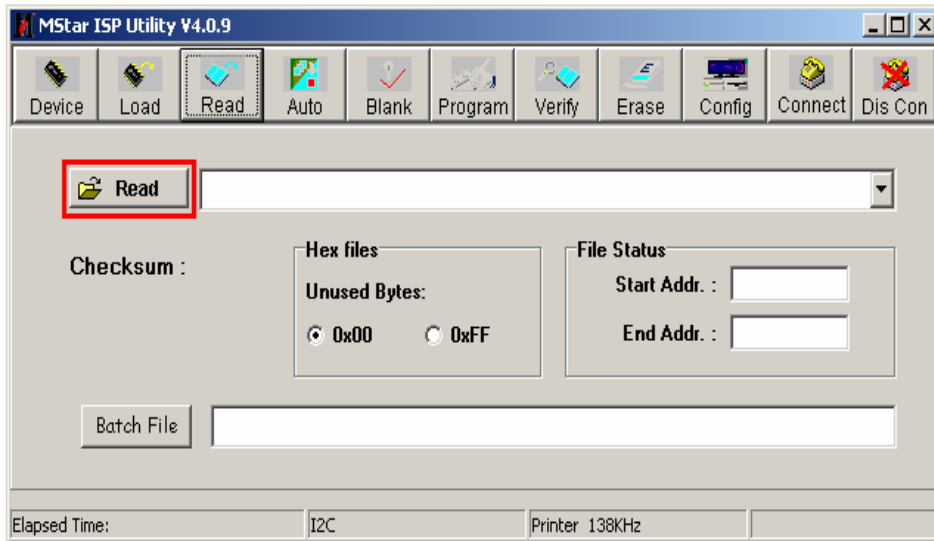 MStar ISP Utility V4.0.9
Device Load Read Auto Blank Program Verify Erase Config Connect Dis Con
Read
Checksum :
Hex files
Unused Bytes:
0x00 0xFF
File Status
Start Addr. :
End Addr. :
Batch File
Elapsed Time: I2C Printer 138KHz